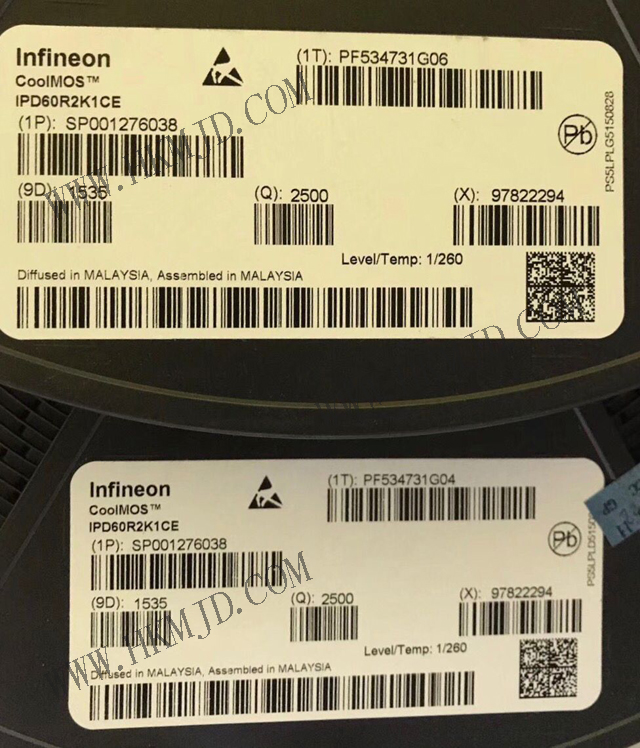 Infineon
CoolMOS™
IPD60R2K1CE
(1T): PF534731G06
(1P): SP001276038
Pb
PS5LPLG5150828
(9D): 1535
(Q): 2500
(X): 97822294
Level/Temp: 1/260
Diffused in MALAYSIA, Assembled in MALAYSIA
WWW.HKMJD.COM
Infineon
CoolMOS™
IPD60R2K1CE
(1T): PF534731G04
(1P): SP001276038
Pb
(9D): 1535
(Q): 2500
(X): 97822294
Level/Temp: 1/260
Diffused in MALAYSIA, Assembled in MALAYSIA
WWW.HKMJD.COM